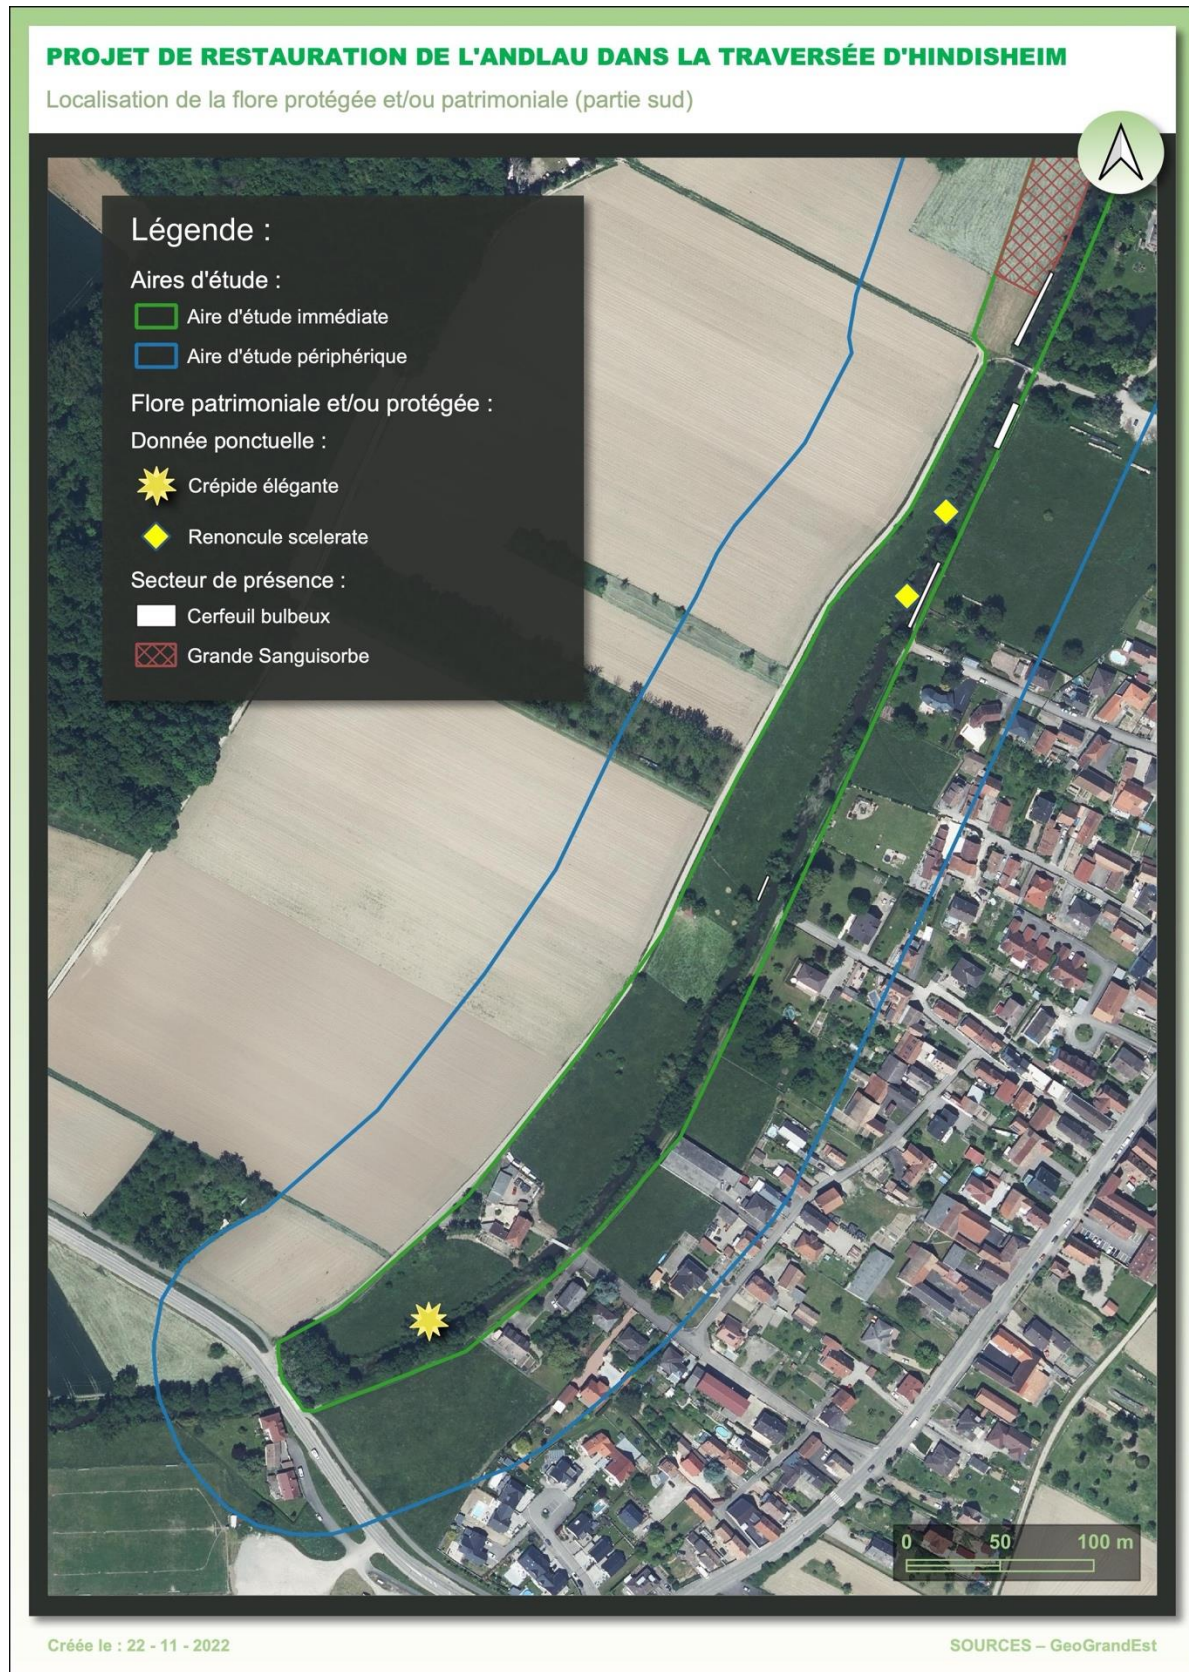 PROJET DE RESTAURATION DE L'ANDLAU DANS LA TRAVERSÉE D'HINDISHEIM
Localisation de la flore protégée et/ou patrimoniale (partie sud)
Légende :
Aires d'étude :
Aire d'étude immédiate
Aire d'étude périphérique
Flore patrimoniale et/ou protégée :
Donnée ponctuelle :
Crépide élégante
Renoncule scelerate
Secteur de présence :
Cerfeuil bulbeux
Grande Sanguisorbe
0 50 100 m
Créée le : 22 - 11 - 2022
SOURCES – GeoGrandEst